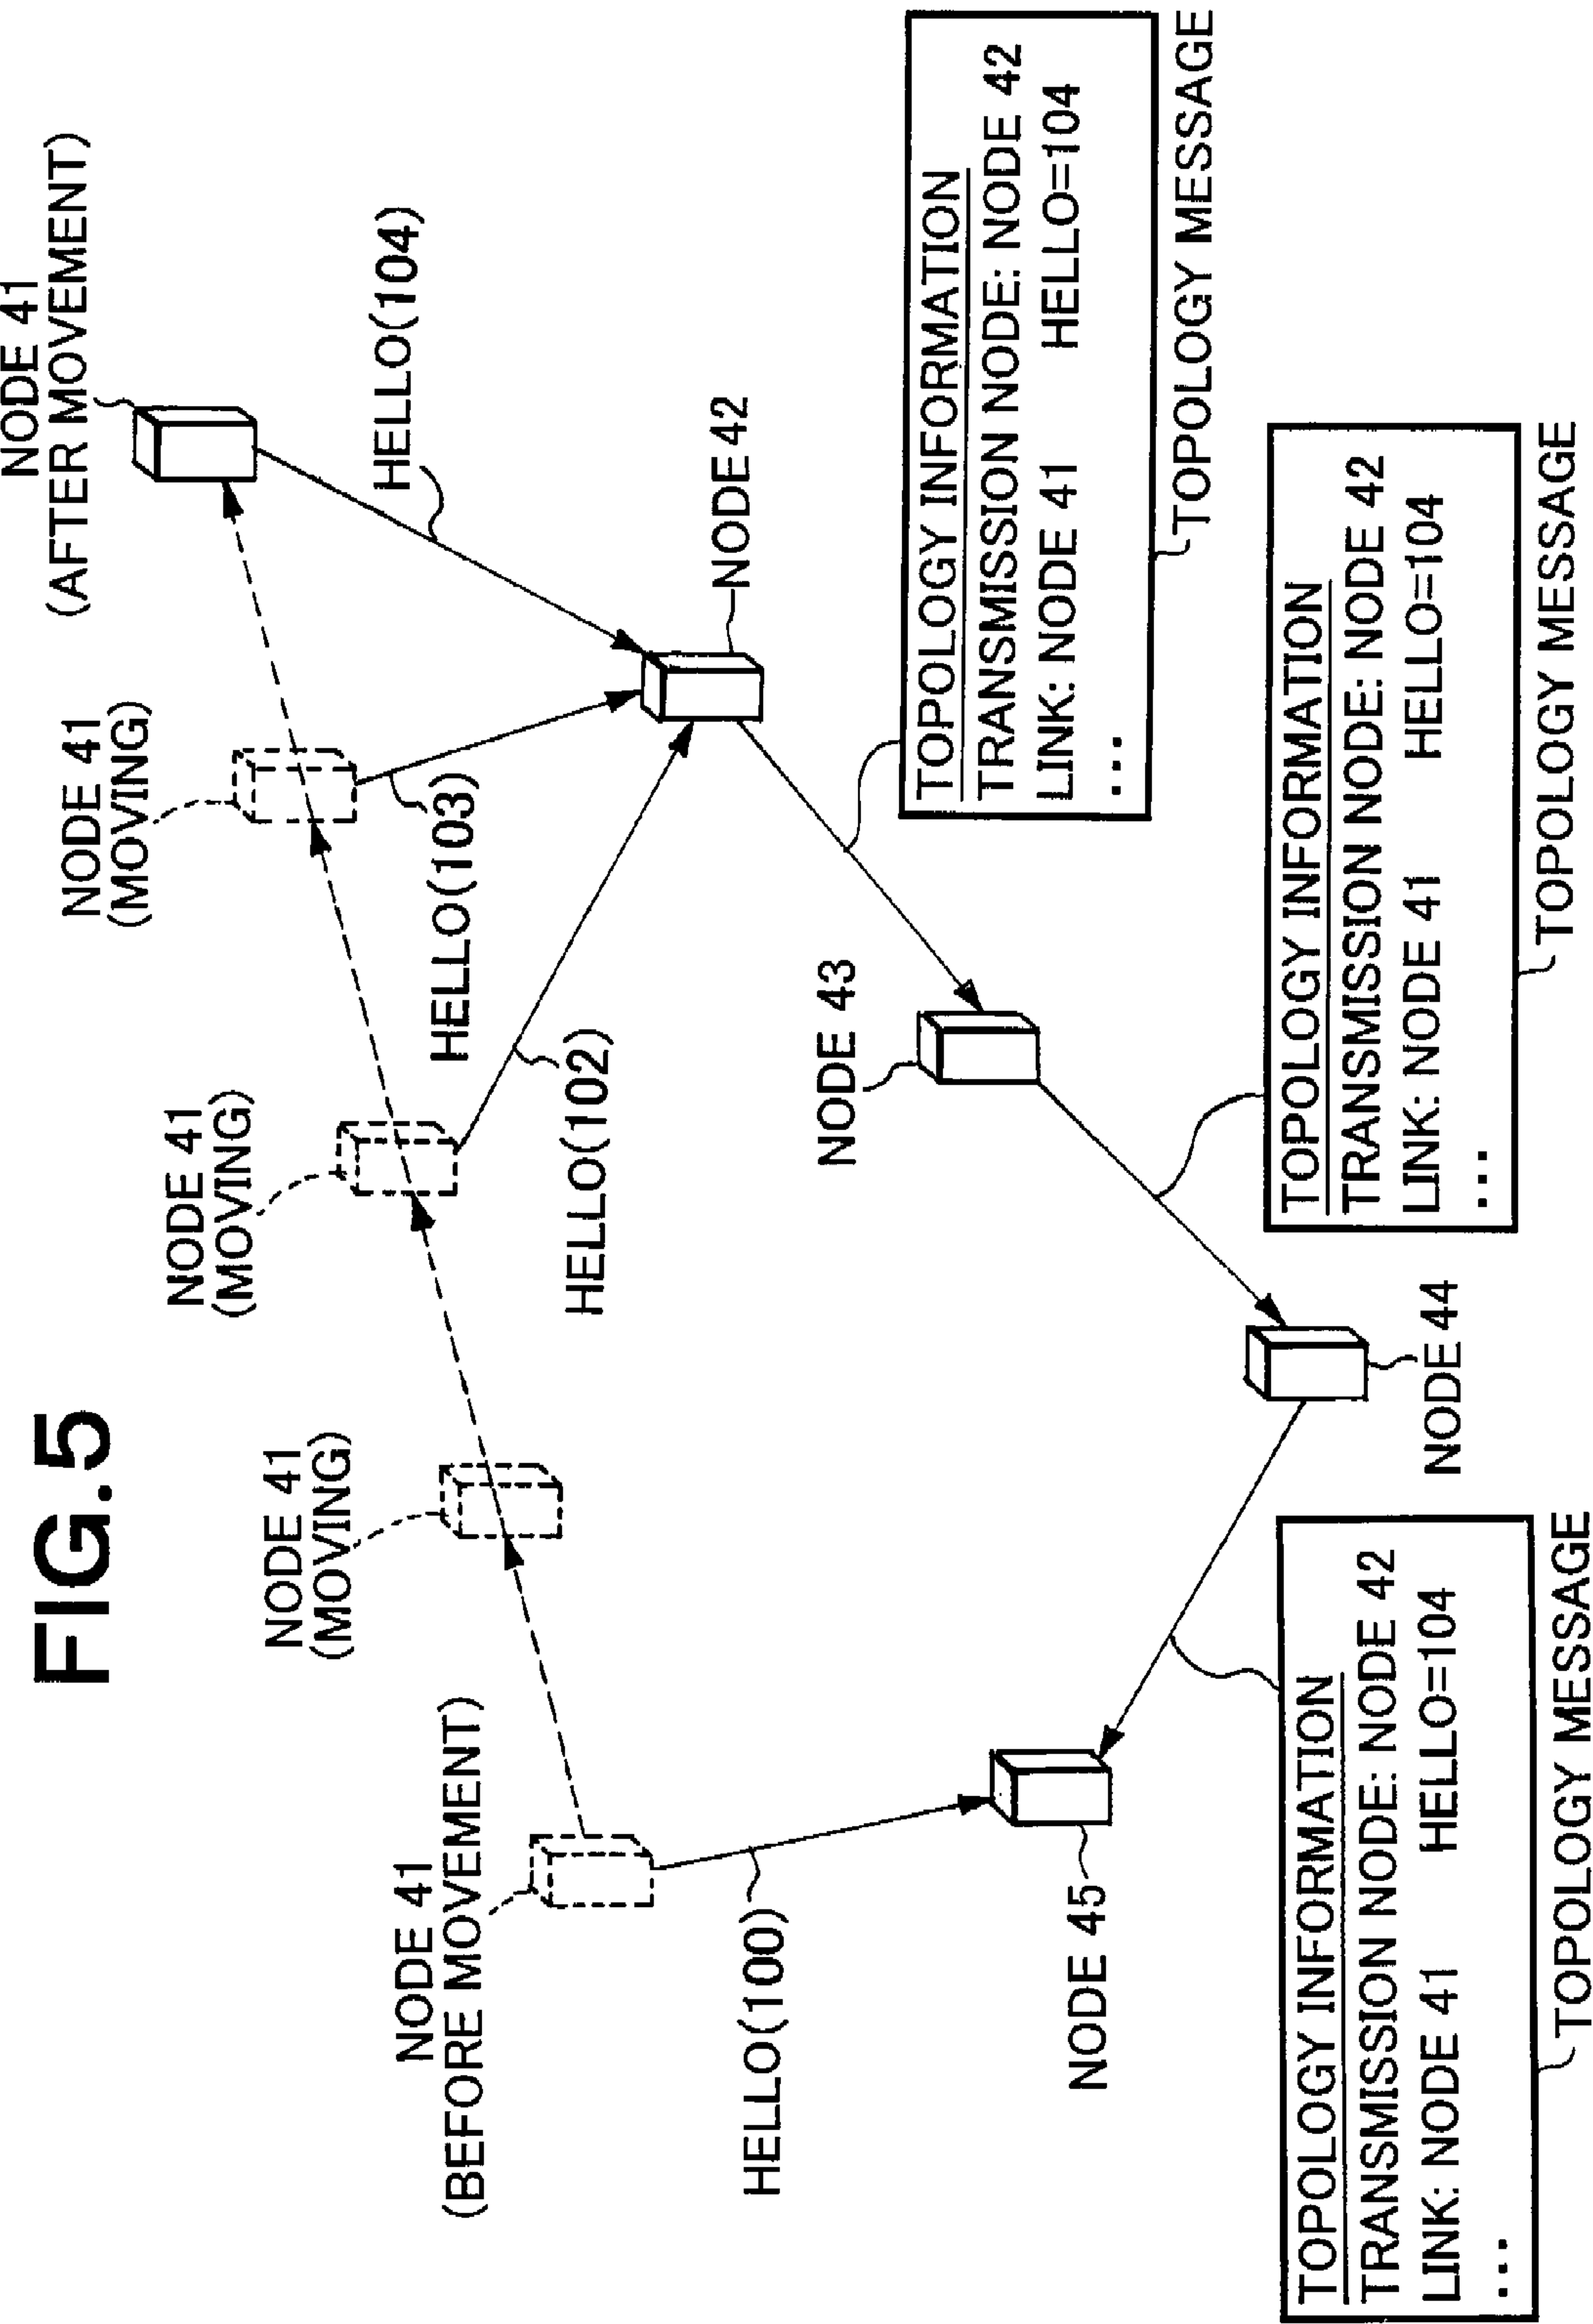 FIG.5
NODE 41
(BEFORE MOVEMENT)
NODE 41
(MOVING)
NODE 41
(MOVING)
NODE 41
(MOVING)
NODE 41
(AFTER MOVEMENT)
HELLO(100)
HELLO(102)
HELLO(103)
HELLO(104)
NODE 45
NODE 44
NODE 43
NODE 42
TOPOLOGY INFORMATION
TRANSMISSION NODE: NODE 42
LINK: NODE 41 HELLO=104
...
TOPOLOGY MESSAGE
TOPOLOGY INFORMATION
TRANSMISSION NODE: NODE 42
LINK: NODE 41 HELLO=104
...
TOPOLOGY MESSAGE
TOPOLOGY INFORMATION
TRANSMISSION NODE: NODE 42
LINK: NODE 41 HELLO=104
...
TOPOLOGY MESSAGE